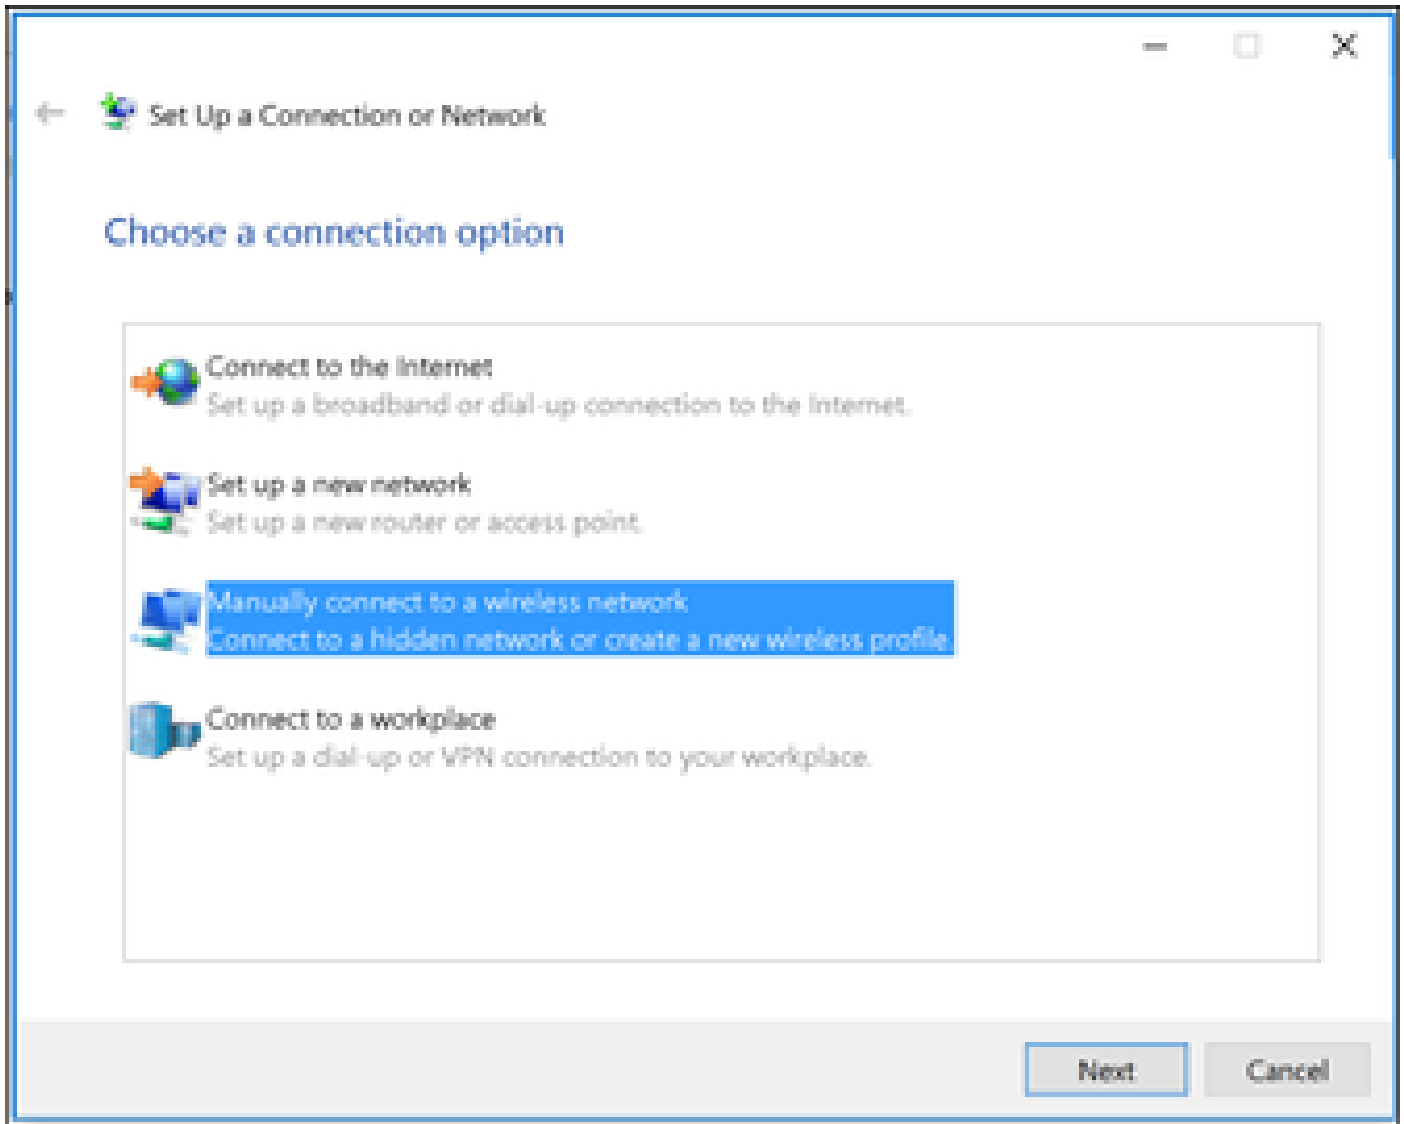 Set Up a Connection or Network
Choose a connection option
Connect to the Internet
Set up a broadband or dial-up connection to the Internet.
Set up a new network
Set up a new router or access point.
Manually connect to a wireless network
Connect to a hidden network or create a new wireless profile.
Connect to a workplace
Set up a dial-up or VPN connection to your workplace.
Next
Cancel